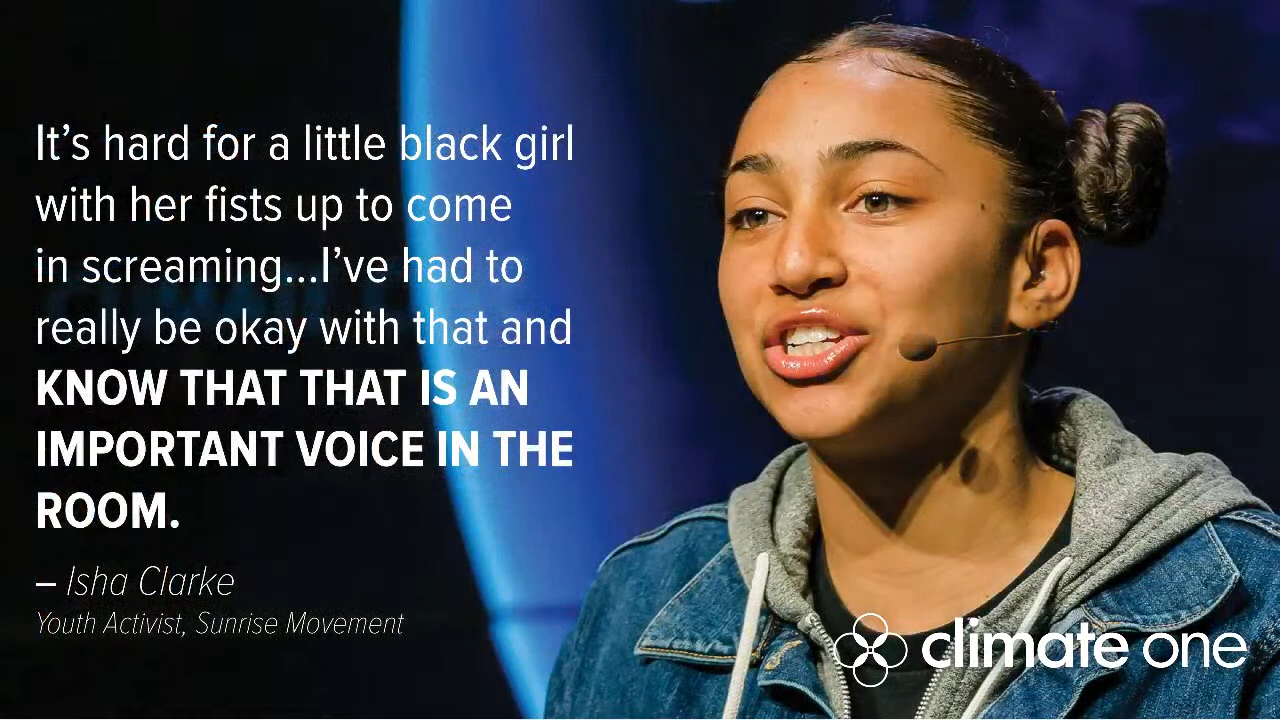 It’s hard for a little black girl
with her fists up to come
in screaming...I’ve had to
really be okay with that and
KNOW THAT THAT IS AN
IMPORTANT VOICE IN THE
ROOM.
– Isha Clarke
Youth Activist, Sunrise Movement
climate one